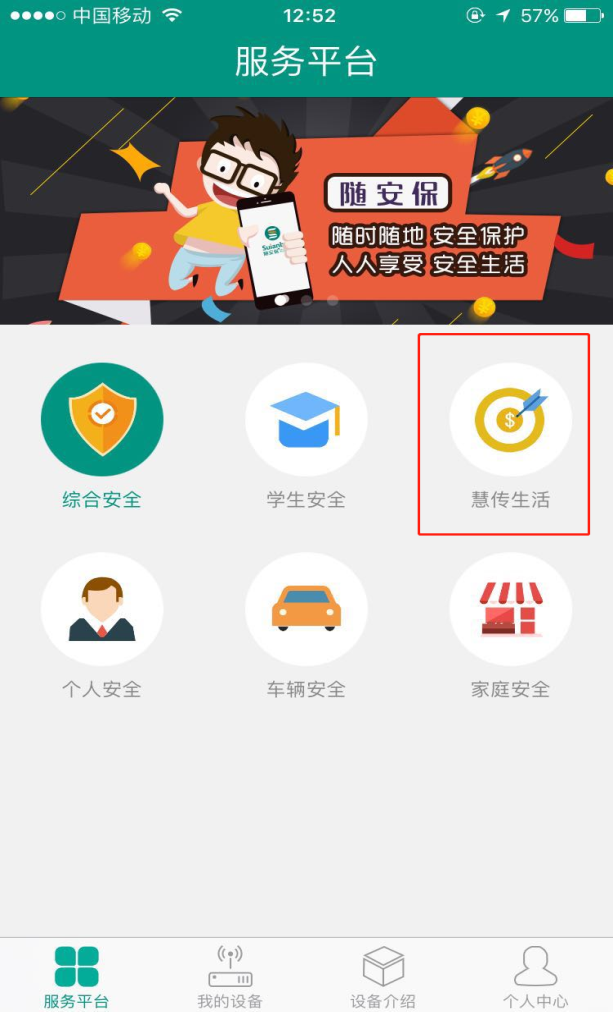 中国移动 12:52 57%
服务平台
随安保
随时随地 安全保护
人人享受 安全生活
综合安全 学生安全 慧传生活
个人安全 车辆安全 家庭安全
服务平台 我的设备 设备介绍 个人中心